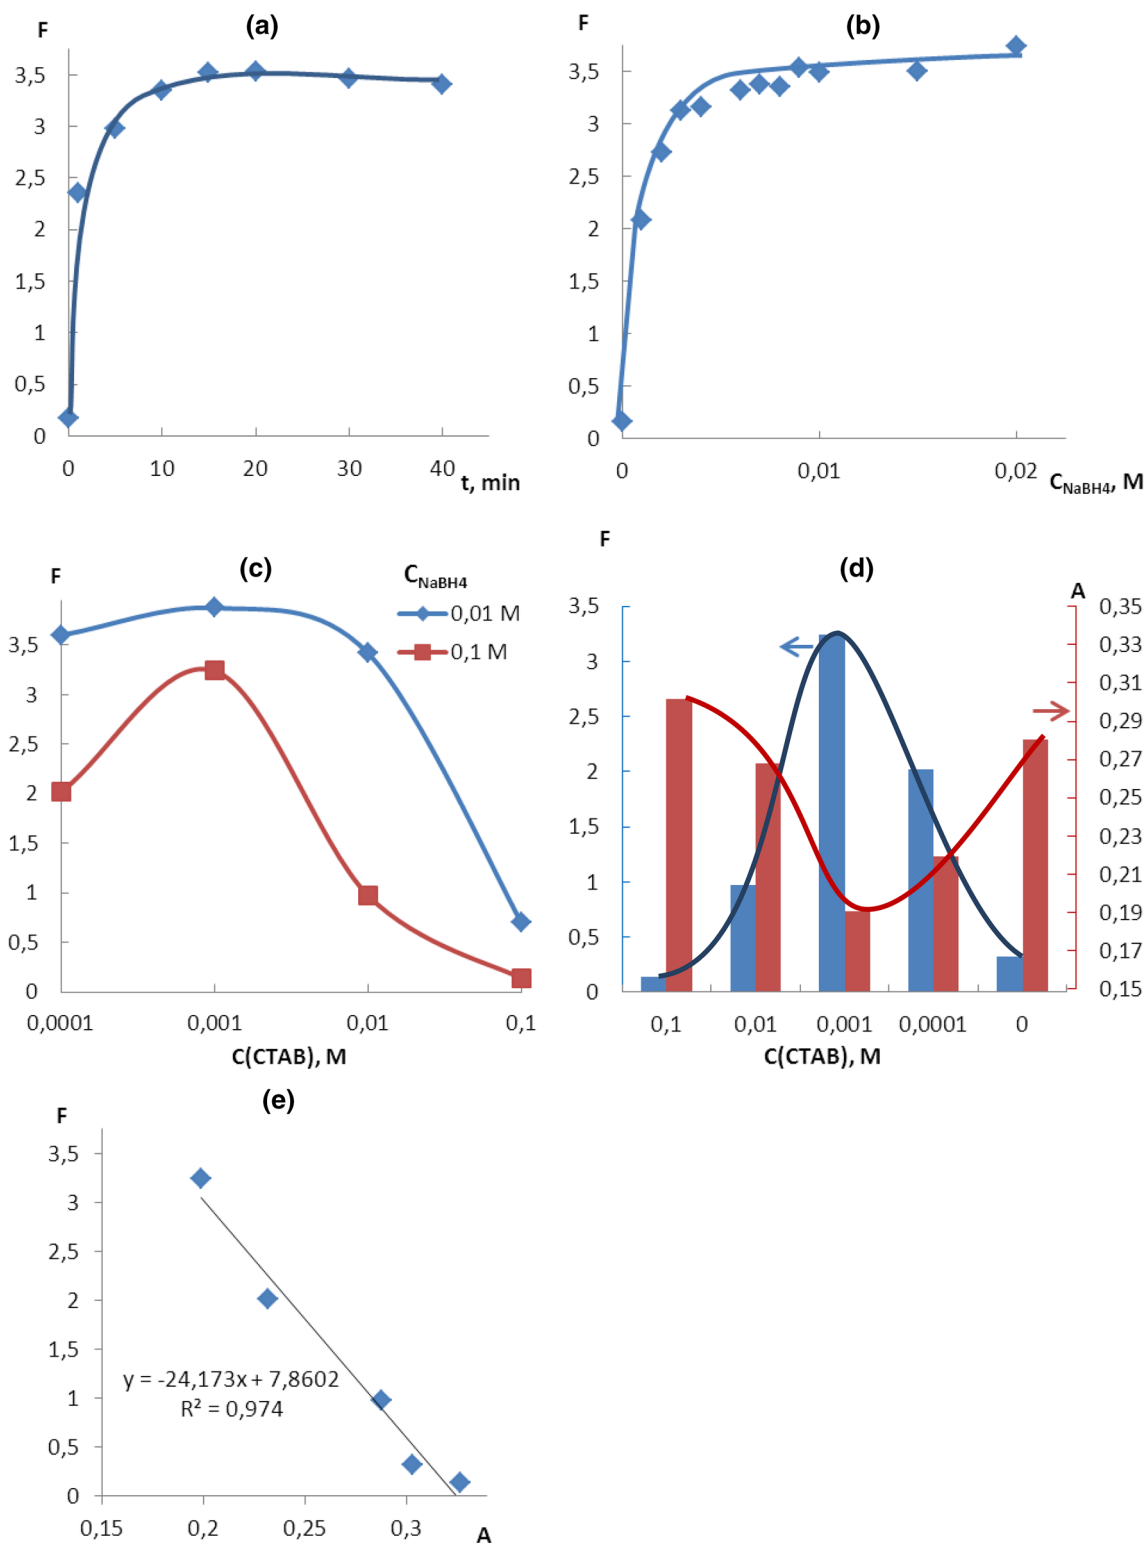 (a)
F
3,5
3
2,5
2
1,5
1
0,5
0
0 10 20 30 40 t, min
(b)
F
3,5
3
2,5
2
1,5
1
0,5
0
0 0,01 0,02
C_NaBH4, M
(c)
F
C_NaBH4
0,01 M
0,1 M
3,5
3
2,5
2
1,5
1
0,5
0
0,0001 0,001 0,01 0,1
C(CTAB), M
(d)
F
A
3,5
3
2,5
2
1,5
1
0,5
0
0,35
0,33
0,31
0,29
0,27
0,25
0,23
0,21
0,19
0,17
0,15
0,1 0,01 0,001 0,0001 0
C(CTAB), M
(e)
F
3,5
3
2,5
2
1,5
1
0,5
0
y = -24,173x + 7,8602
R² = 0,974
0,15 0,2 0,25 0,3 A